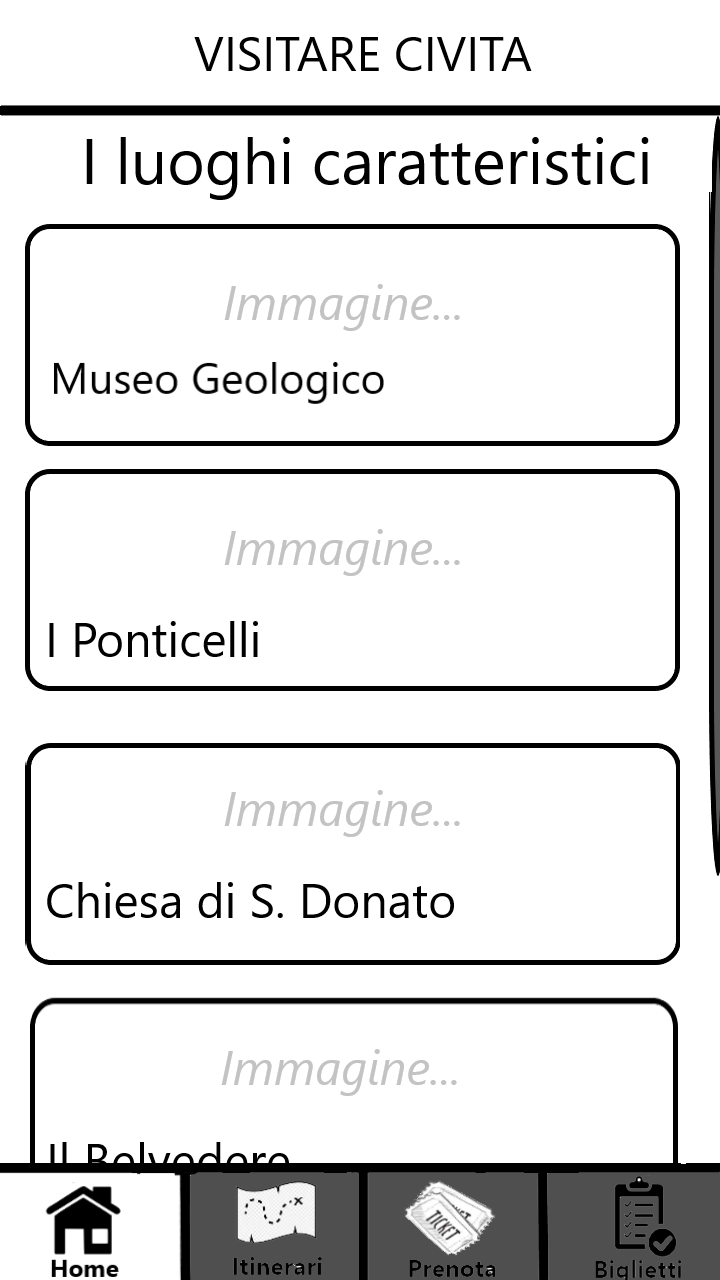 VISITARE CIVITA
I luoghi caratteristici
Immagine...
Museo Geologico
Immagine...
I Ponticelli
Immagine...
Chiesa di S. Donato
Immagine...
Il Belvedere
TICKET
Home
Itinerari
Prenota
Biglietti